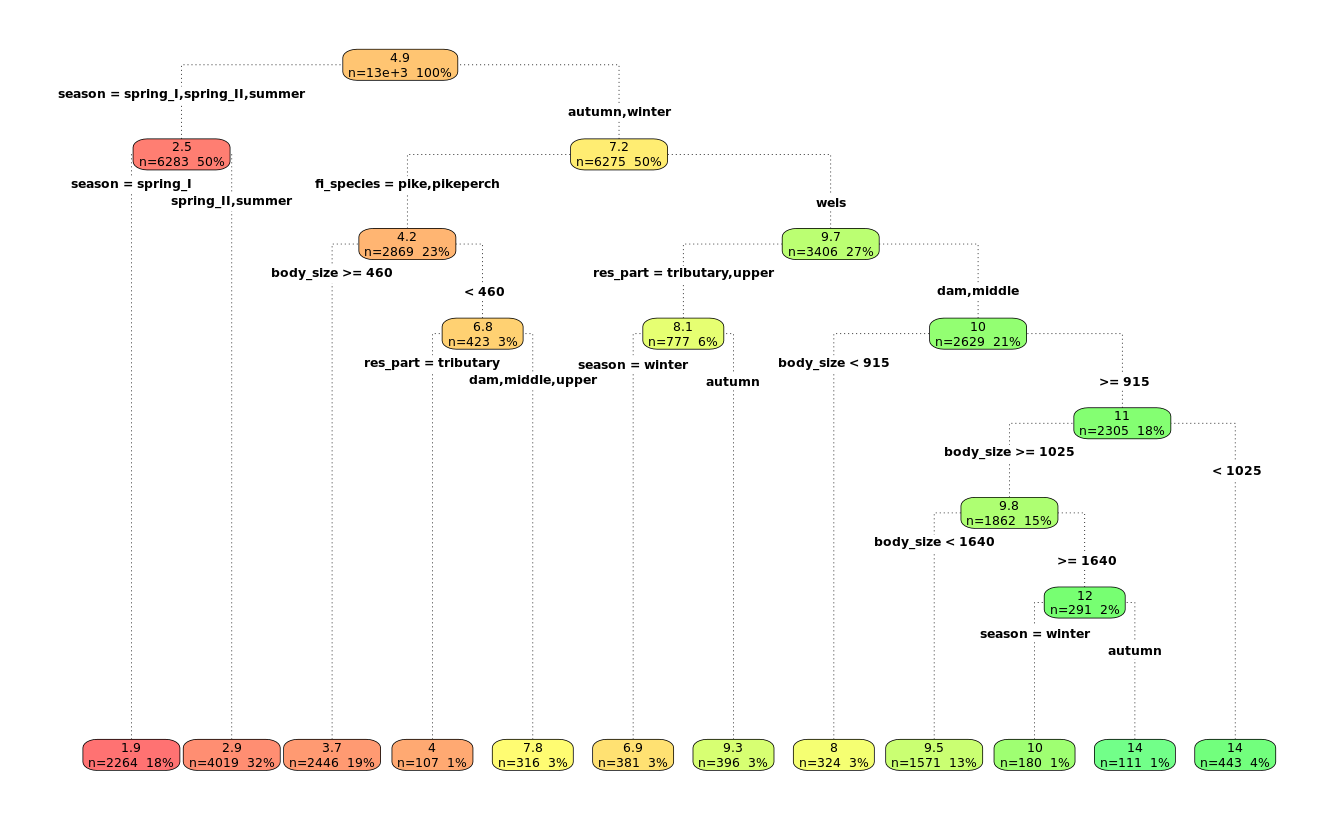 4.9
n=13e+3  100%
season = spring_I,spring_II,summer
autumn,winter
2.5
n=6283  50%
7.2
n=6275  50%
season = spring_I
spring_II,summer
fi_species = pike,pikeperch
wels
4.2
n=2869  23%
9.7
n=3406  27%
body_size >= 460
< 460
res_part = tributary,upper
dam,middle
6.8
n=423  3%
8.1
n=777  6%
10
n=2629  21%
res_part = tributary
dam,middle,upper
season = winter
autumn
body_size < 915
>= 915
11
n=2305  18%
body_size >= 1025
< 1025
9.8
n=1862  15%
body_size < 1640
>= 1640
12
n=291  2%
season = winter
autumn
1.9
n=2264  18%
2.9
n=4019  32%
3.7
n=2446  19%
4
n=107  1%
7.8
n=316  3%
6.9
n=381  3%
9.3
n=396  3%
8
n=324  3%
9.5
n=1571  13%
10
n=180  1%
14
n=111  1%
14
n=443  4%